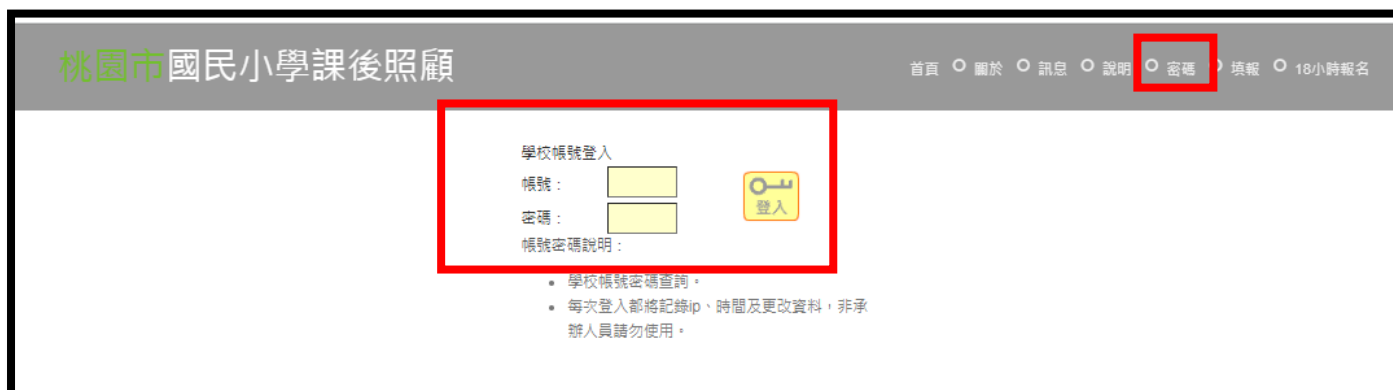 桃園市國民小學課後照顧
首頁 關於 訊息 說明 密碼 填報 18小時報名
學校帳號登入
帳號：
登入
密碼：
帳號密碼說明：
• 學校帳號密碼查詢。
• 每次登入都將記錄ip、時間及更改資料，非承
辦人員請勿使用。